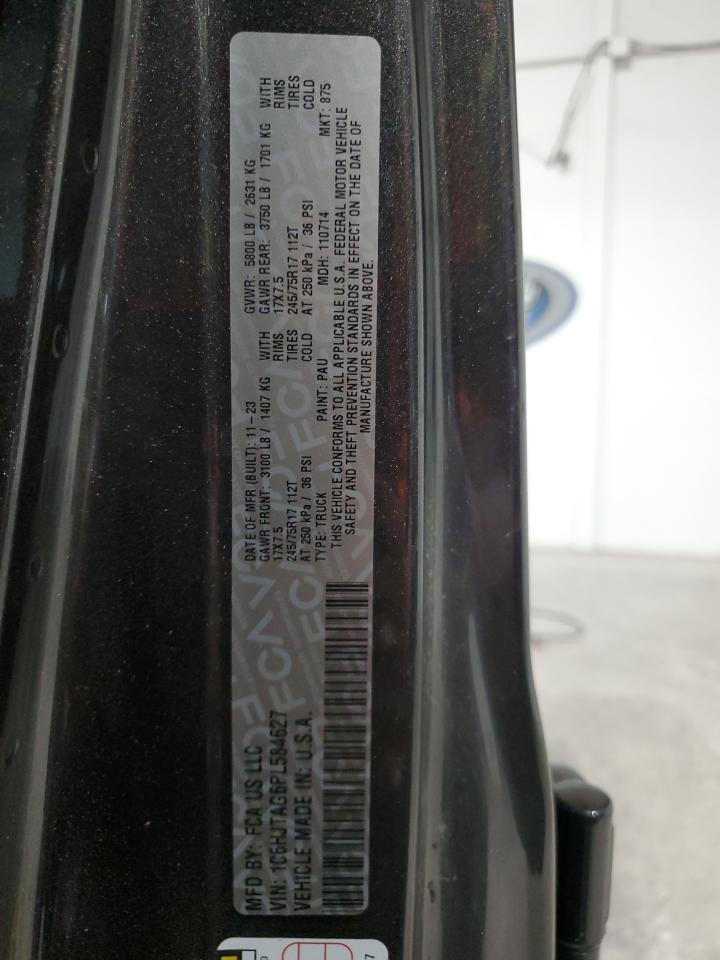 MFD BY: FCA US LLC
VIN: 1C6HJTAG6PL584627
VEHICLE MADE IN: U.S.A.
DATE OF MFR (BUILT): 11-23
GAWR FRONT: 3100 LB / 1407 KG WITH
17X7.5 RIMS
245/75R17 112T TIRES
AT 250 kPa / 36 PSI COLD
GVWR: 5800 LB / 2631 KG
GAWR REAR: 3750 LB / 1701 KG WITH
17X7.5 RIMS
245/75R17 112T TIRES
AT 250 kPa / 36 PSI COLD
TYPE: TRUCK PAINT: PAU MDH: 110714 MKT: 875
THIS VEHICLE CONFORMS TO ALL APPLICABLE U.S.A. FEDERAL MOTOR VEHICLE
SAFETY AND THEFT PREVENTION STANDARDS IN EFFECT ON THE DATE OF
MANUFACTURE SHOWN ABOVE.
FCA